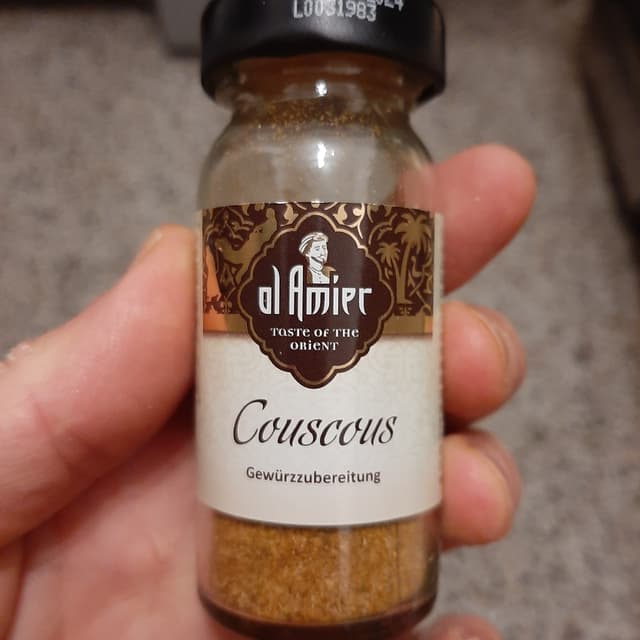 L0031983
al Amier
TASTE OF THE
ORIENT
Couscous
Gewürzzubereitung